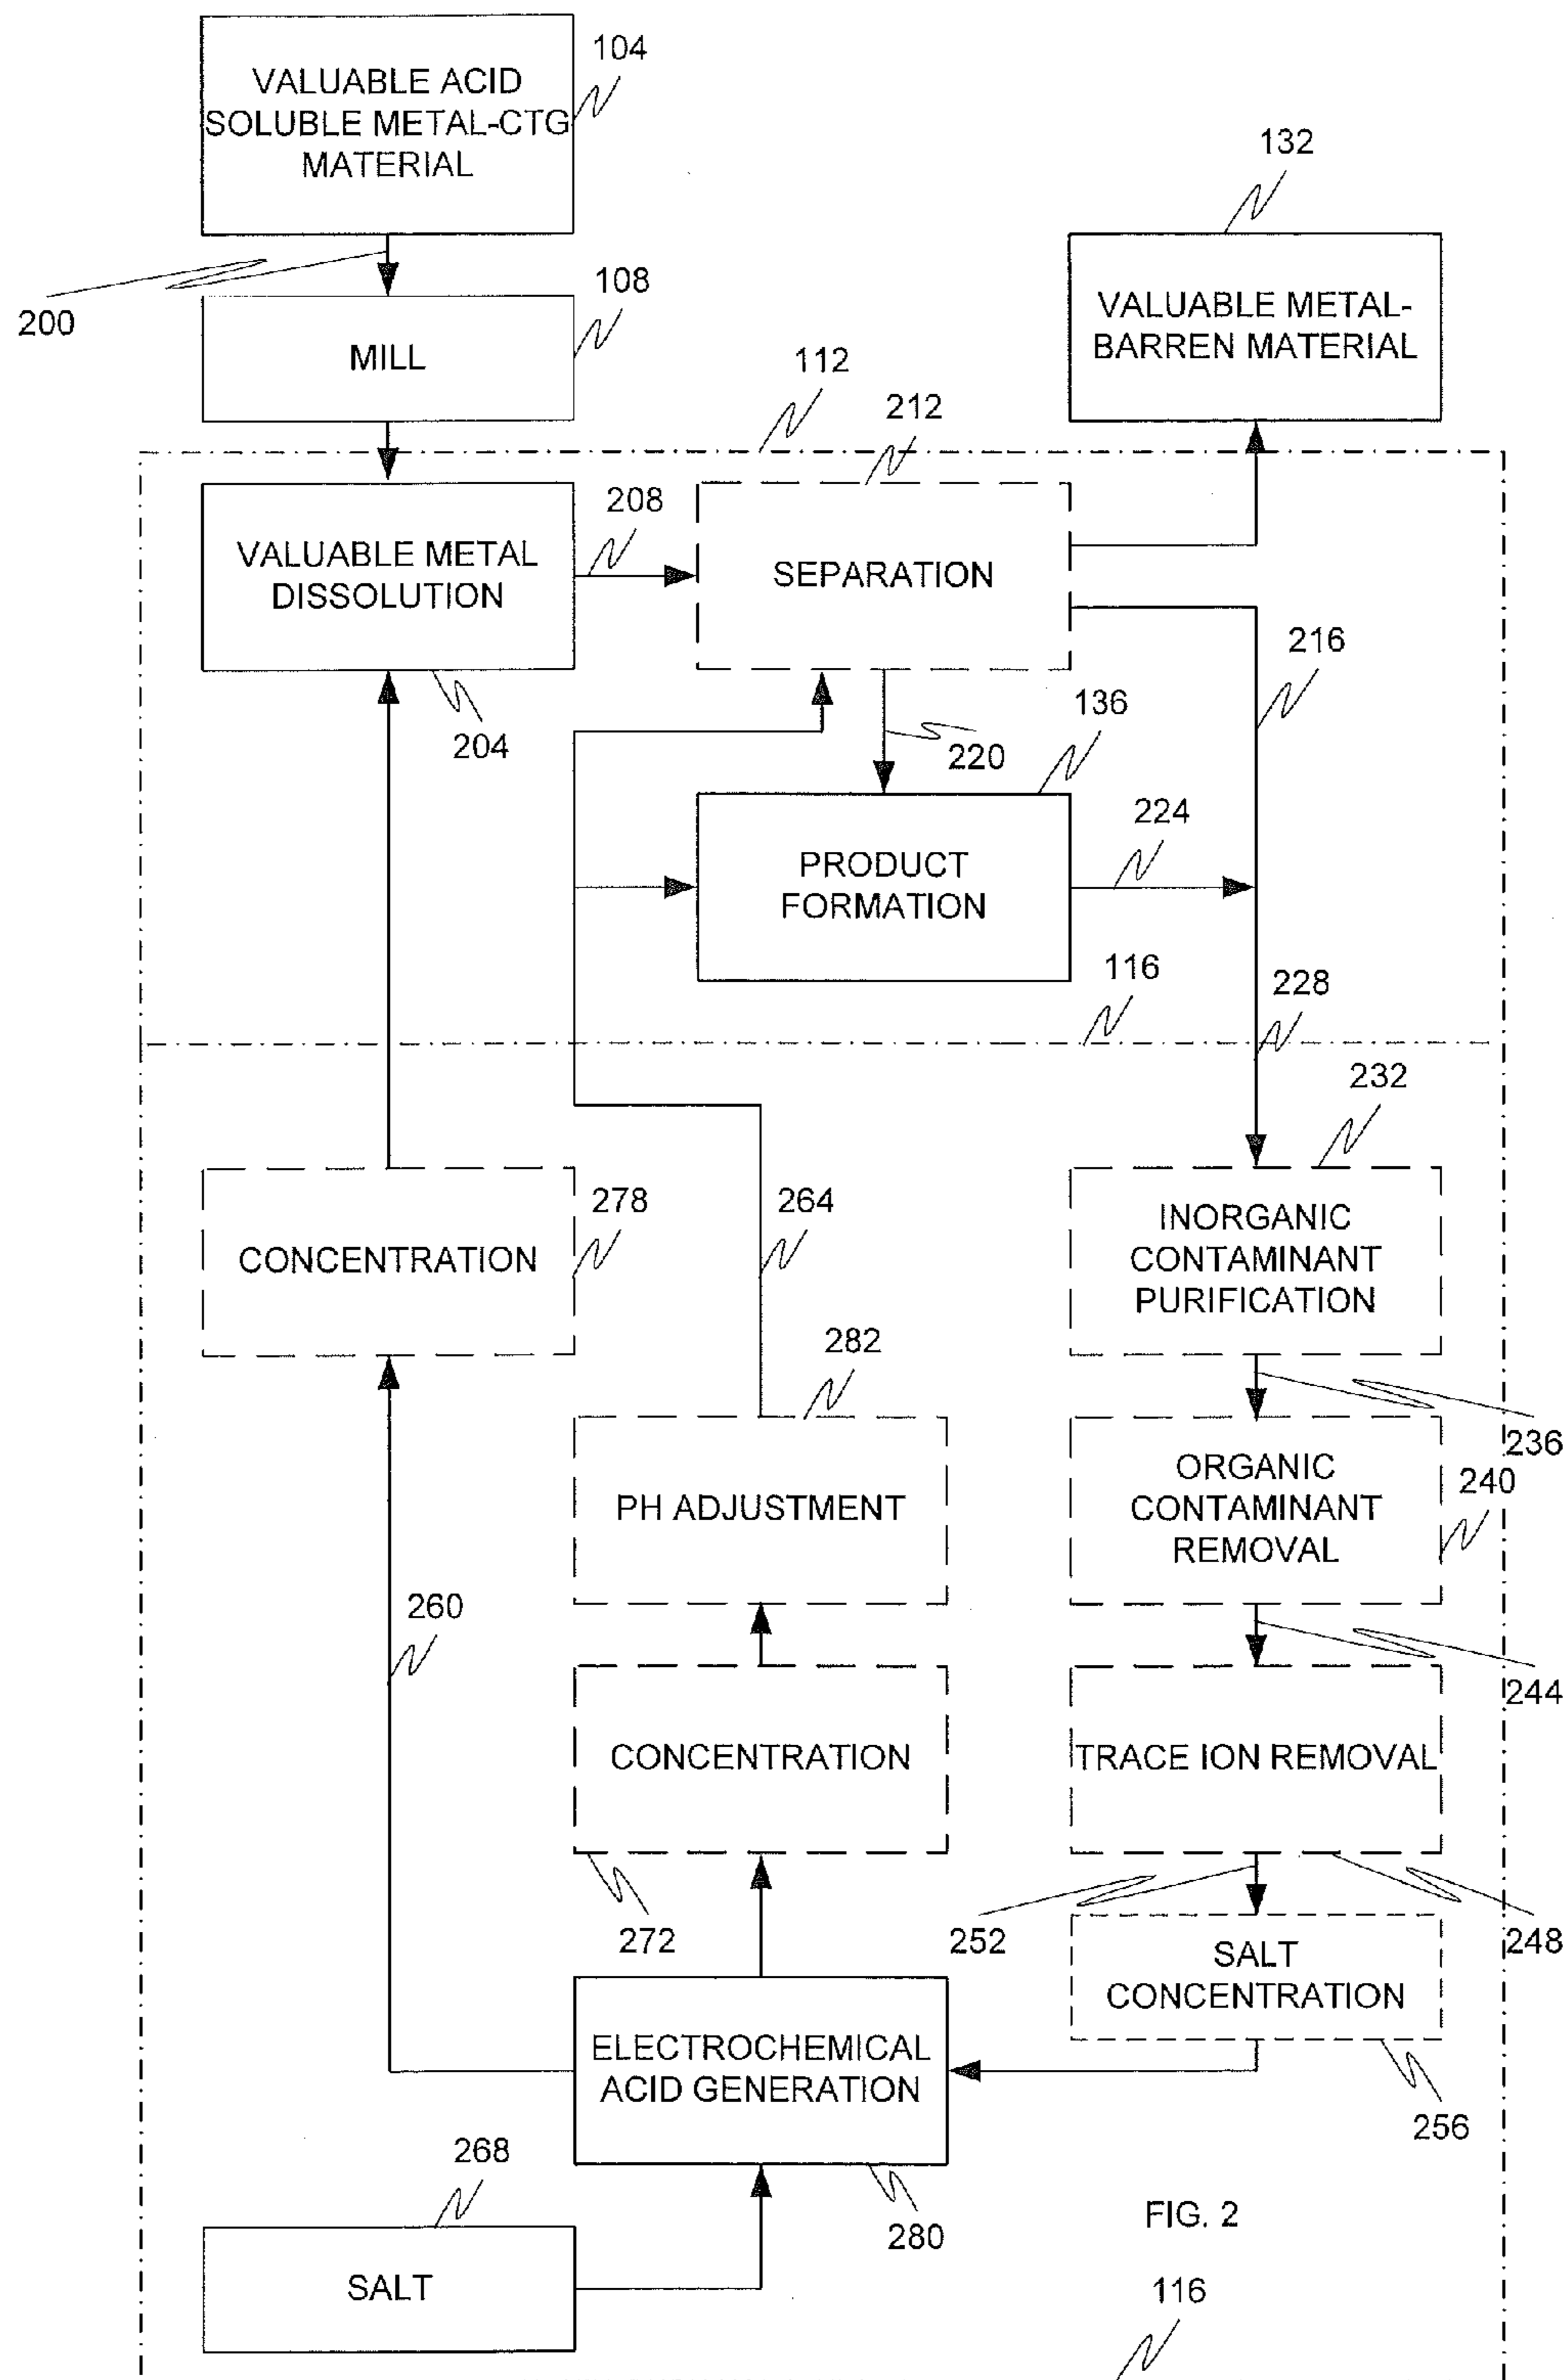 104
VALUABLE ACID
SOLUBLE METAL-CTG
MATERIAL
132
200
108
MILL
VALUABLE METAL-
BARREN MATERIAL
112
212
208
VALUABLE METAL
DISSOLUTION
SEPARATION
216
204
220
136
224
PRODUCT
FORMATION
116
228
232
278
264
INORGANIC
CONTAMINANT
PURIFICATION
CONCENTRATION
282
236
PH ADJUSTMENT
ORGANIC
CONTAMINANT
REMOVAL
240
260
244
CONCENTRATION
TRACE ION REMOVAL
272
252
248
SALT
CONCENTRATION
ELECTROCHEMICAL
ACID GENERATION
256
268
280
FIG. 2
SALT
116